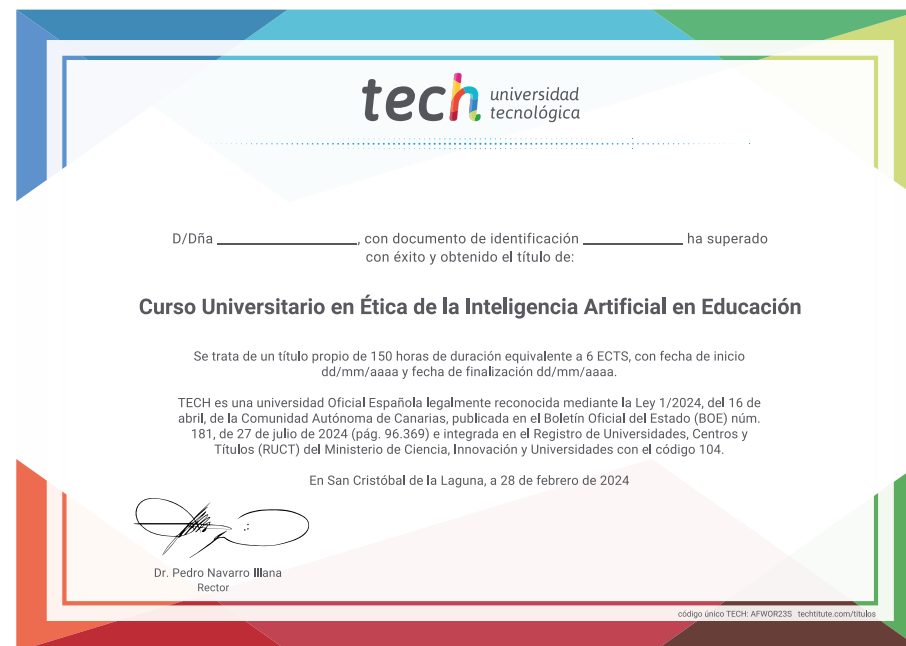 tech universidad
tecnológica
D/Dña ____________________, con documento de identificación ______________ ha superado
con éxito y obtenido el título de:
Curso Universitario en Ética de la Inteligencia Artificial en Educación
Se trata de un título propio de 150 horas de duración equivalente a 6 ECTS, con fecha de inicio
dd/mm/aaaa y fecha de finalización dd/mm/aaaa.
TECH es una universidad Oficial Española legalmente reconocida mediante la Ley 1/2024, del 16 de
abril, de la Comunidad Autónoma de Canarias, publicada en el Boletín Oficial del Estado (BOE) núm.
181, de 27 de julio de 2024 (pág. 96.369) e integrada en el Registro de Universidades, Centros y
Títulos (RUCT) del Ministerio de Ciencia, Innovación y Universidades con el código 104.
En San Cristóbal de la Laguna, a 28 de febrero de 2024
Dr. Pedro Navarro Illana
Rector
código único TECH: AFWOR23S techtitute.com/titulos